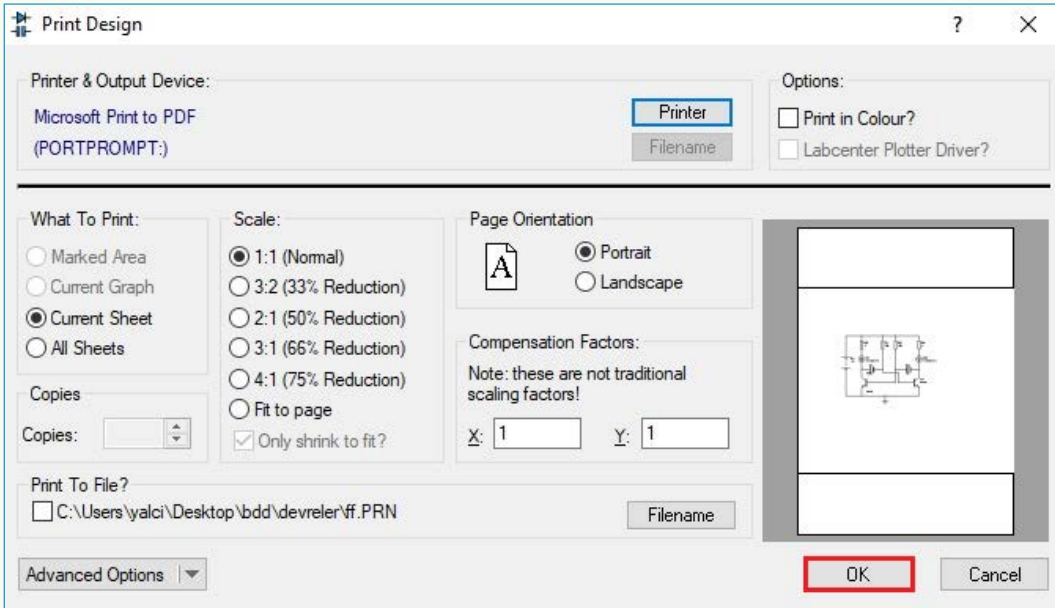 Print Design
?
Printer & Output Device:
Microsoft Print to PDF
(PORTPROMPT:)
Printer
Filename
Options:
Print in Colour?
Labcenter Plotter Driver?
What To Print:
Marked Area
Current Graph
Current Sheet
All Sheets
Copies
Copies:
Scale:
1:1 (Normal)
3:2 (33% Reduction)
2:1 (50% Reduction)
3:1 (66% Reduction)
4:1 (75% Reduction)
Fit to page
Only shrink to fit?
Page Orientation
A
Portrait
Landscape
Compensation Factors:
Note: these are not traditional
scaling factors!
X: 1 Y: 1
Print To File?
C:\Users\yalci\Desktop\bdd\devreler\ff.PRN
Filename
Advanced Options
OK
Cancel